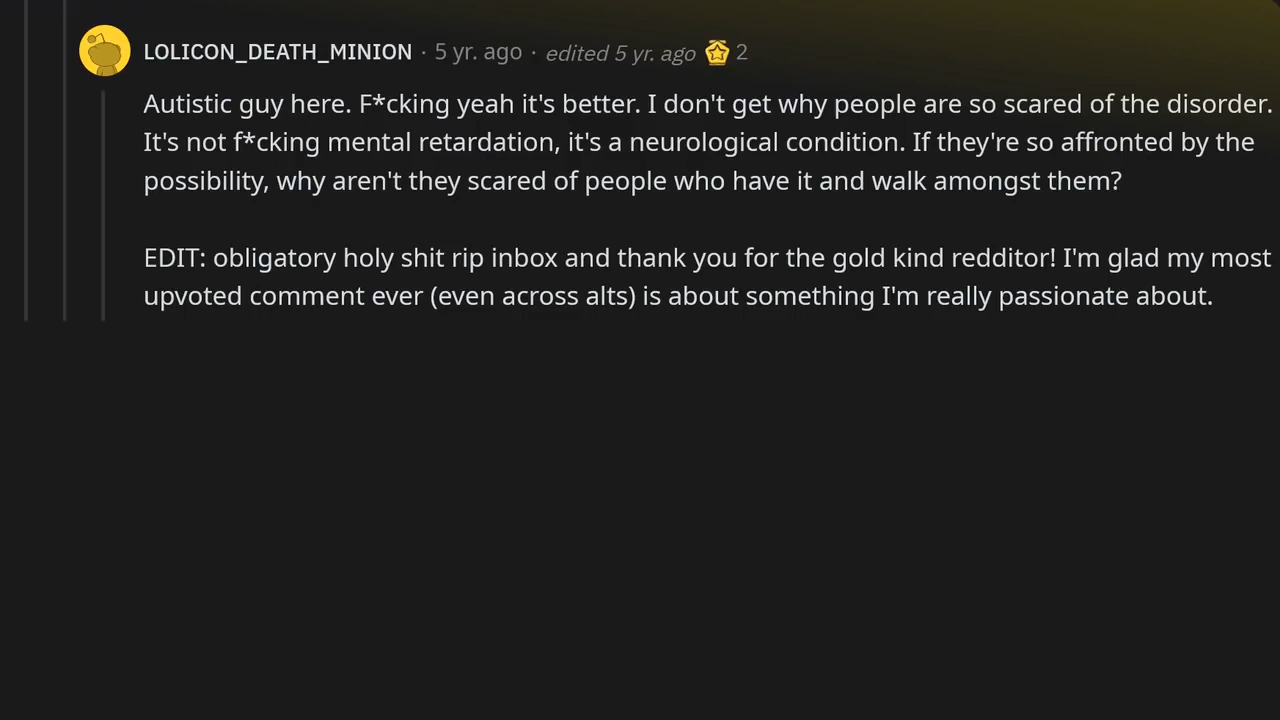 LOLICON_DEATH_MINION · 5 yr. ago · edited 5 yr. ago 2
Autistic guy here. F*cking yeah it's better. I don't get why people are so scared of the disorder.
It's not f*cking mental retardation, it's a neurological condition. If they're so affronted by the
possibility, why aren't they scared of people who have it and walk amongst them?
EDIT: obligatory holy shit rip inbox and thank you for the gold kind redditor! I'm glad my most
upvoted comment ever (even across alts) is about something I'm really passionate about.